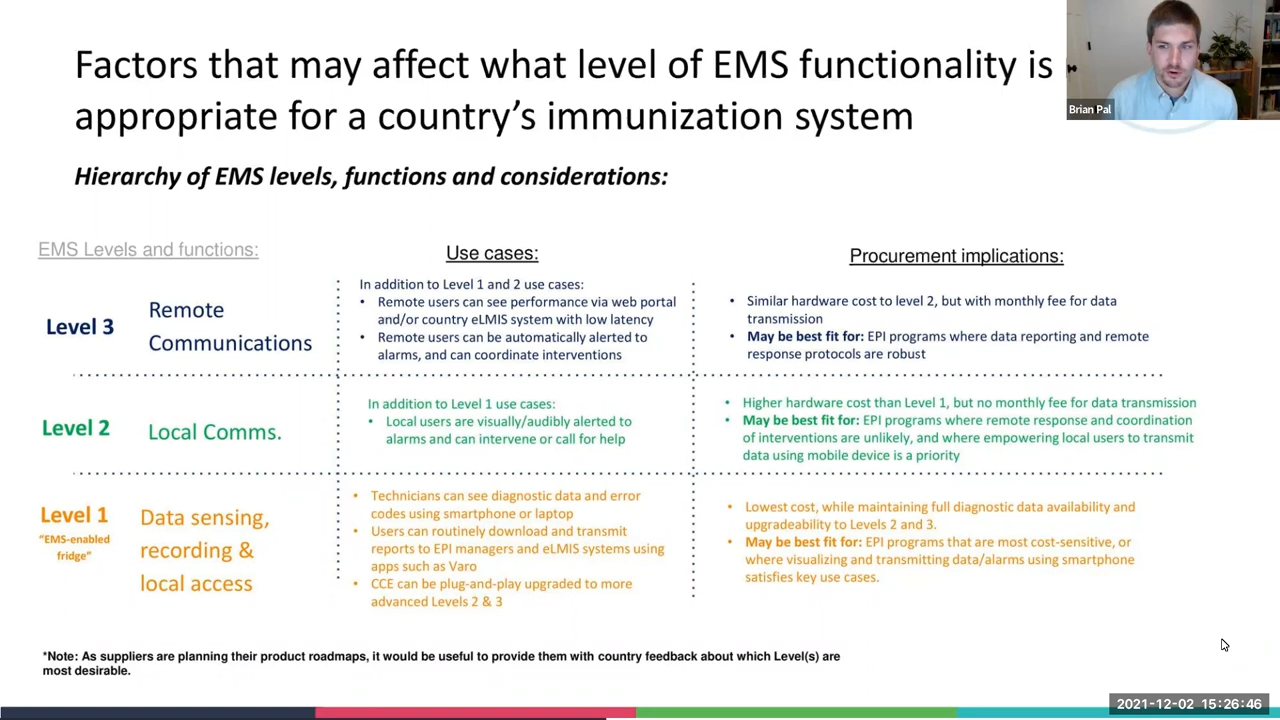 Factors that may affect what level of EMS functionality is
appropriate for a country’s immunization system
Brian Pal
Hierarchy of EMS levels, functions and considerations:
EMS Levels and functions:
Use cases:
Procurement implications:
Level 3
Remote
Communications
In addition to Level 1 and 2 use cases:
• Remote users can see performance via web portal
and/or country eLMIS system with low latency
• Remote users can be automatically alerted to
alarms, and can coordinate interventions
• Similar hardware cost to level 2, but with monthly fee for data
transmission
• May be best fit for: EPI programs where data reporting and remote
response protocols are robust
Level 2
Local Comms.
In addition to Level 1 use cases:
• Local users are visually/audibly alerted to
alarms and can intervene or call for help
• Higher hardware cost than Level 1, but no monthly fee for data transmission
• May be best fit for: EPI programs where remote response and coordination
of interventions are unlikely, and where empowering local users to transmit
data using mobile device is a priority
Level 1
“EMS-enabled
fridge”
Data sensing,
recording &
local access
• Technicians can see diagnostic data and error
codes using smartphone or laptop
• Users can routinely download and transmit
reports to EPI managers and eLMIS systems using
apps such as Varo
• CCE can be plug-and-play upgraded to more
advanced Levels 2 & 3
• Lowest cost, while maintaining full diagnostic data availability and
upgradeability to Levels 2 and 3.
• May be best fit for: EPI programs that are most cost-sensitive, or
where visualizing and transmitting data/alarms using smartphone
satisfies key use cases.
*Note: As suppliers are planning their product roadmaps, it would be useful to provide them with country feedback about which Level(s) are
most desirable.
2021-12-02 15:26:46